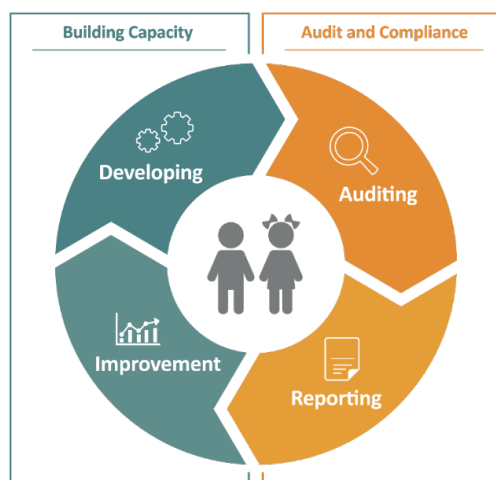 Building Capacity
Audit and Compliance
Developing
Auditing
Improvement
Reporting